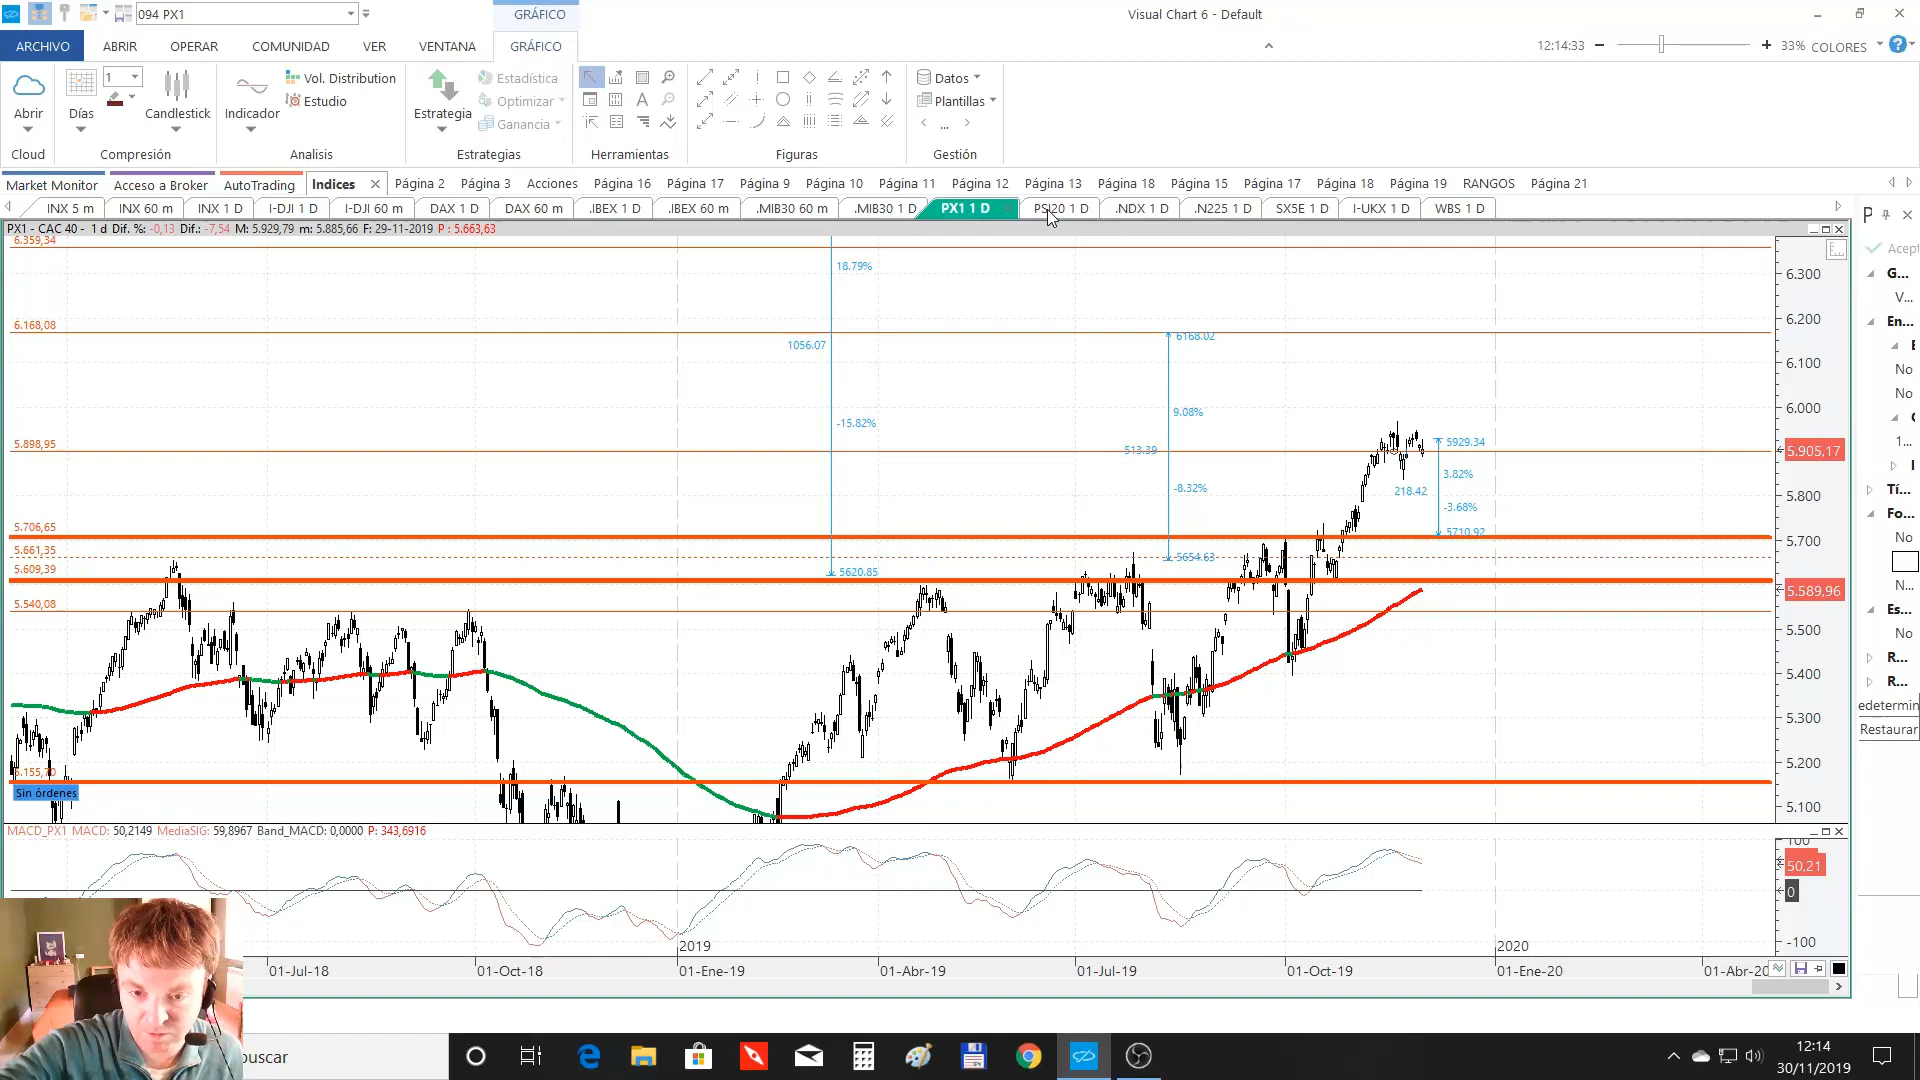 094 PX1
GRÁFICO
Visual Chart 6 - Default
ARCHIVO ABRIR OPERAR COMUNIDAD VER VENTANA GRÁFICO
12:14:33 33% COLORES
Abrir
Cloud
1
Días
Candlestick
Compresión
Indicador
Vol. Distribution
Estudio
Analisis
Estrategia
Estadística
Optimizar
Ganancia
Estrategias
Herramientas
Figuras
Datos
Plantillas
...
Gestión
Market Monitor Acceso a Broker AutoTrading Indices Página 2 Página 3 Acciones Página 16 Página 17 Página 9 Página 10 Página 11 Página 12 Página 13 Página 18 Página 15 Página 17 Página 18 Página 19 RANGOS Página 21
INX 5 m INX 60 m INX 1 D I-DJI 1 D I-DJI 60 m DAX 1 D DAX 60 m .IBEX 1 D .IBEX 60 m .MIB30 60 m .MIB30 1 D PX1 1 D PSI20 1 D .NDX 1 D .N225 1 D SX5E 1 D I-UKX 1 D WBS 1 D
PX1 - CAC 40 - 1 d Dif. %: -0,13 Dif.: -7,54 M: 5.929,79 m: 5.885,66 F: 29-11-2019 P : 5.663,63
6.359,34
18.79%
6.300
6.168,08
6.200
1056.07
6168.02
6.100
9.08%
6.000
-15.82%
5.898,95
513.39
5929.34
5.905,17
3.82%
-8.32%
218.42
5.800
-3.68%
5.706,65
5710.92
5.700
5.661,35
5654.63
5.609,39
5620.85
5.589,96
5.540,08
5.500
5.400
5.300
5.200
5.155,70
Sin órdenes
5.100
MACD_PX1 MACD: 50,2149 MediaSIG: 59,8967 Band_MACD: 0,0000 P: 343,6916
100
50,21
0
-100
2019 2020
01-Jul-18 01-Oct-18 01-Ene-19 01-Abr-19 01-Jul-19 01-Oct-19 01-Ene-20 01-Abr-20
P
Acept
G...
V...
En...
E
No
No
1...
I
Tí...
Fo...
No
N...
Es...
No
R...
R...
edetermin
Restaurar
buscar
12:14
30/11/2019